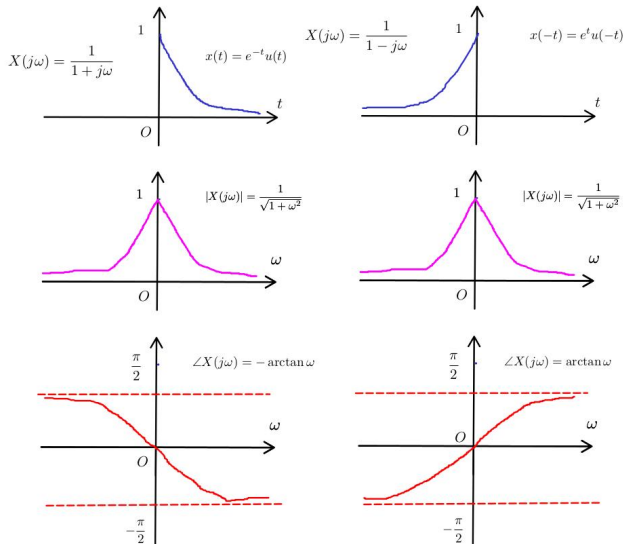 X(jω) = 1/(1 + jω)
1
x(t) = e^{-t}u(t)
t
O
X(jω) = 1/(1 − jω)
1
x(−t) = e^{t}u(−t)
t
O
1
|X(jω)| = 1/√(1 + ω²)
ω
O
1
|X(jω)| = 1/√(1 + ω²)
ω
O
π/2
∠X(jω) = − arctan ω
ω
O
−π/2
π/2
∠X(jω) = arctan ω
ω
O
−π/2